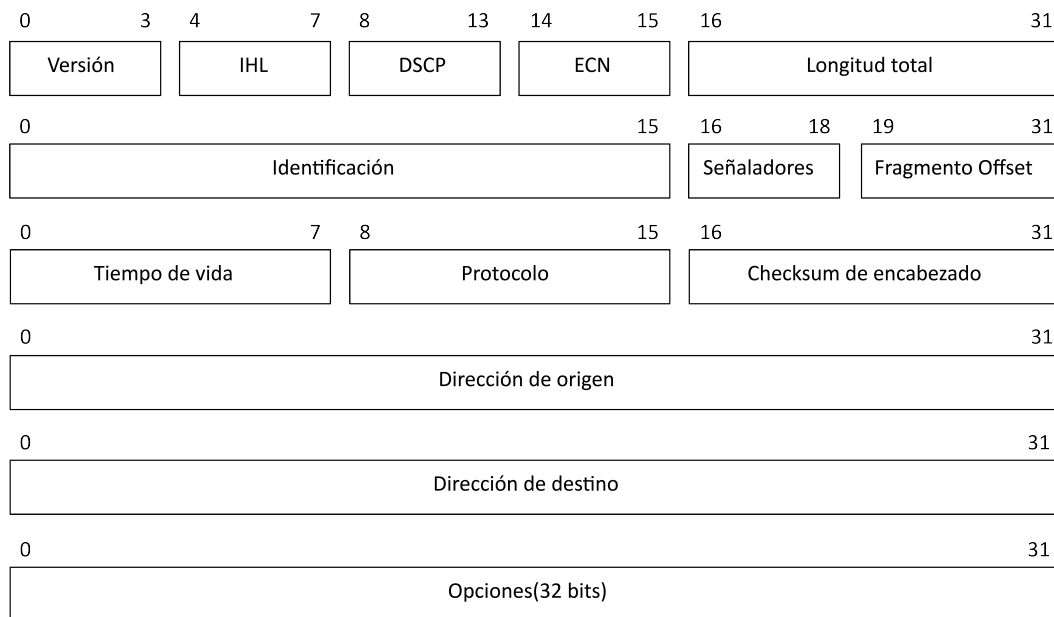 0 3 4 7 8 13 14 15 16 31
Versión IHL DSCP ECN Longitud total
0 15 16 18 19 31
Identificación Señaladores Fragmento Offset
0 7 8 15 16 31
Tiempo de vida Protocolo Checksum de encabezado
0 31
Dirección de origen
0 31
Dirección de destino
0 31
Opciones(32 bits)